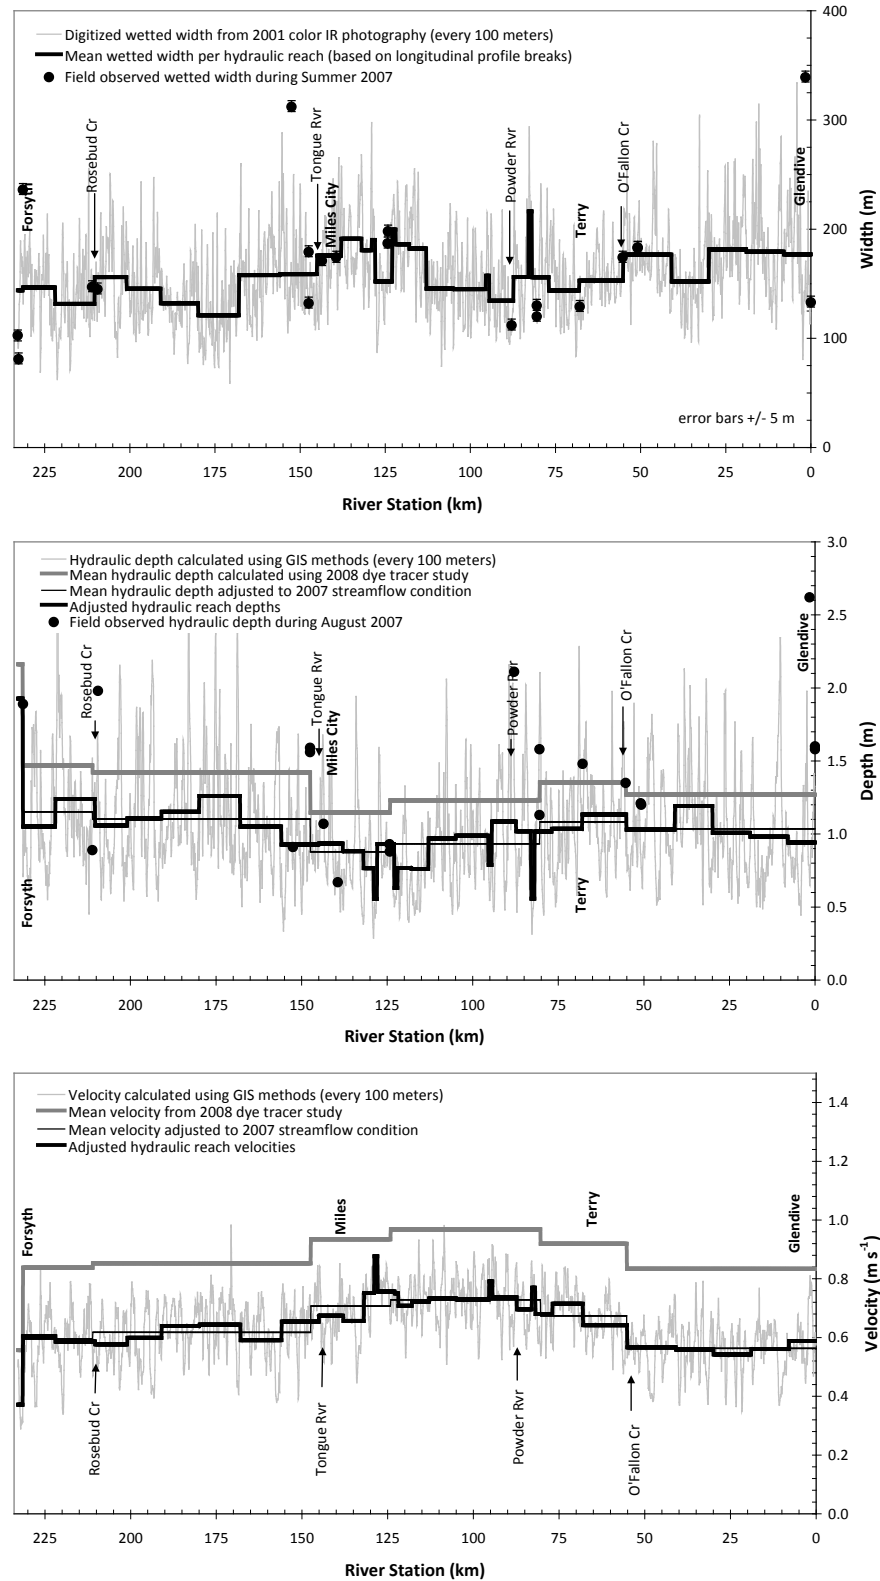 Digitized wetted width from 2001 color IR photography (every 100 meters)
Mean wetted width per hydraulic reach (based on longitudinal profile breaks)
Field observed wetted width during Summer 2007
Forsyth
Rosebud Cr
Tongue Rvr
Miles City
Powder Rvr
Terry
O'Fallon Cr
Glendive
error bars +/- 5 m
400
300
200
100
0
Width (m)
225 200 175 150 125 100 75 50 25 0
River Station (km)
Hydraulic depth calculated using GIS methods (every 100 meters)
Mean hydraulic depth calculated using 2008 dye tracer study
Mean hydraulic depth adjusted to 2007 streamflow condition
Adjusted hydraulic reach depths
Field observed hydraulic depth during August 2007
Forsyth
Rosebud Cr
Tongue Rvr
Miles City
Powder Rvr
Terry
O'Fallon Cr
Glendive
3.0
2.5
2.0
1.5
1.0
0.5
0.0
Depth (m)
225 200 175 150 125 100 75 50 25 0
River Station (km)
Velocity calculated using GIS methods (every 100 meters)
Mean velocity from 2008 dye tracer study
Mean velocity adjusted to 2007 streamflow condition
Adjusted hydraulic reach velocities
Forsyth
Rosebud Cr
Tongue Rvr
Miles
Powder Rvr
Terry
O'Fallon Cr
Glendive
1.4
1.2
1.0
0.8
0.6
0.4
0.2
0.0
Velocity (m s⁻¹)
225 200 175 150 125 100 75 50 25 0
River Station (km)